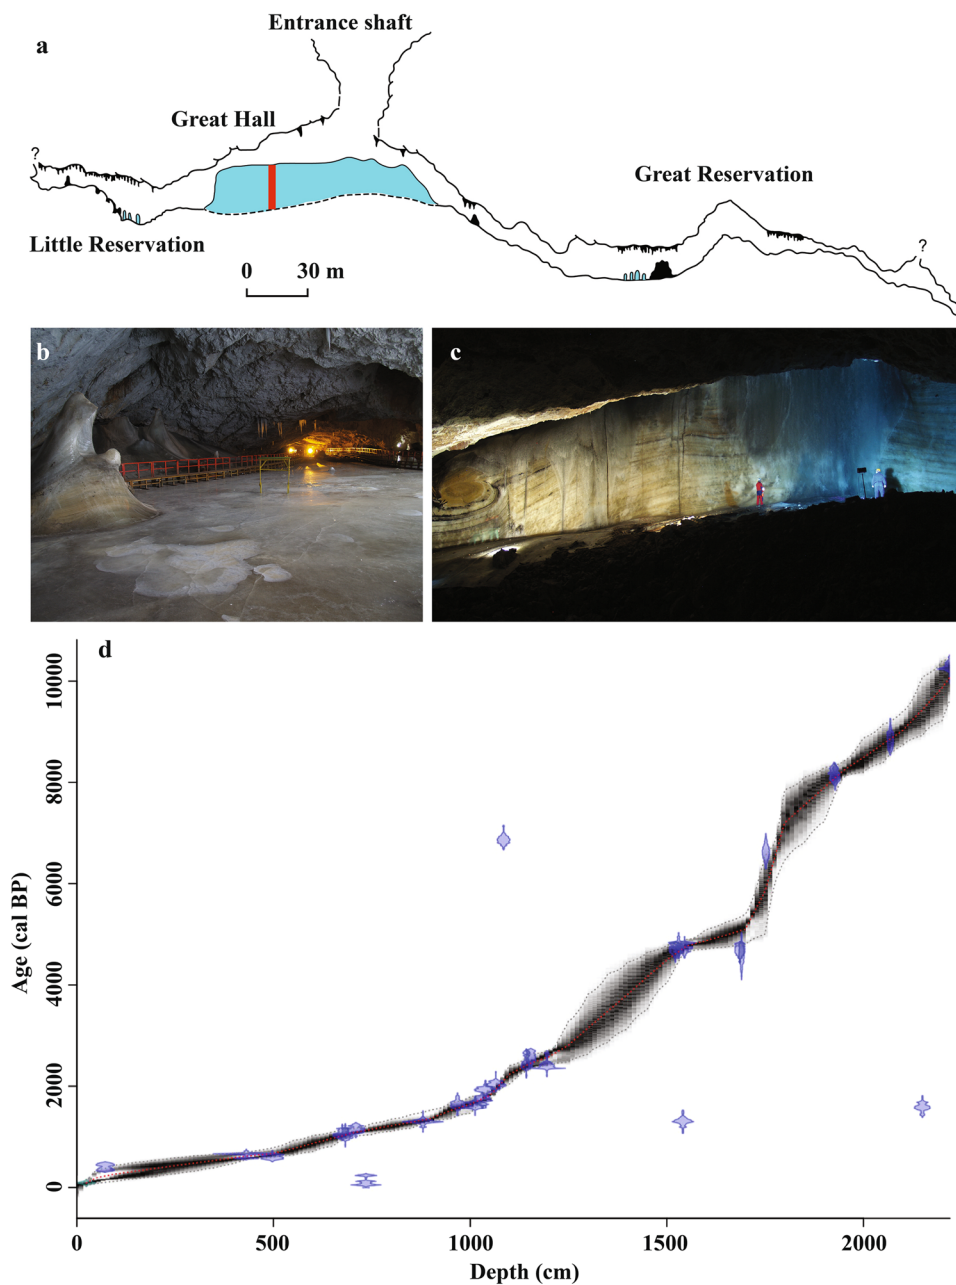 Entrance shaft
a
Great Hall
?
Great Reservation
Little Reservation
?
0 30 m
b
c
d
Age (cal BP)
10000
8000
6000
4000
2000
0
0 500 1000 1500 2000
Depth (cm)